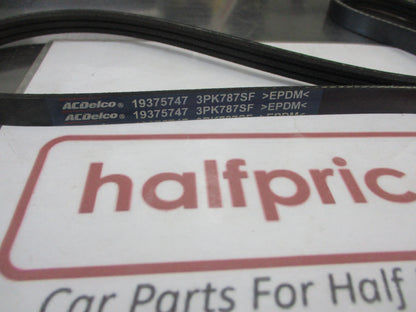 ACDelco® 19375747 3PK787SF >EPDM<
ACDelco® 19375747 3PK787SF >EPDM<
halfpric
Car Parts For Half